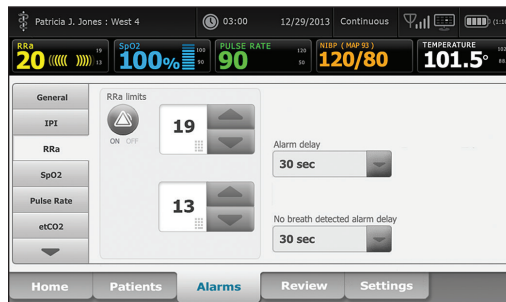 Patricia J. Jones : West 4 03:00 12/29/2013 Continuous (1:16
RRa 20 19 13 SpO2 100% 100 90 PULSE RATE 90 120 50 NIBP ( MAP 93 ) 120/80 TEMPERATURE 101.5°
General
RRa limits
ON OFF
19
IPI
RRa
Alarm delay
30 sec
SpO2
Pulse Rate
13
etCO2
No breath detected alarm delay
30 sec
Home Patients Alarms Review Settings